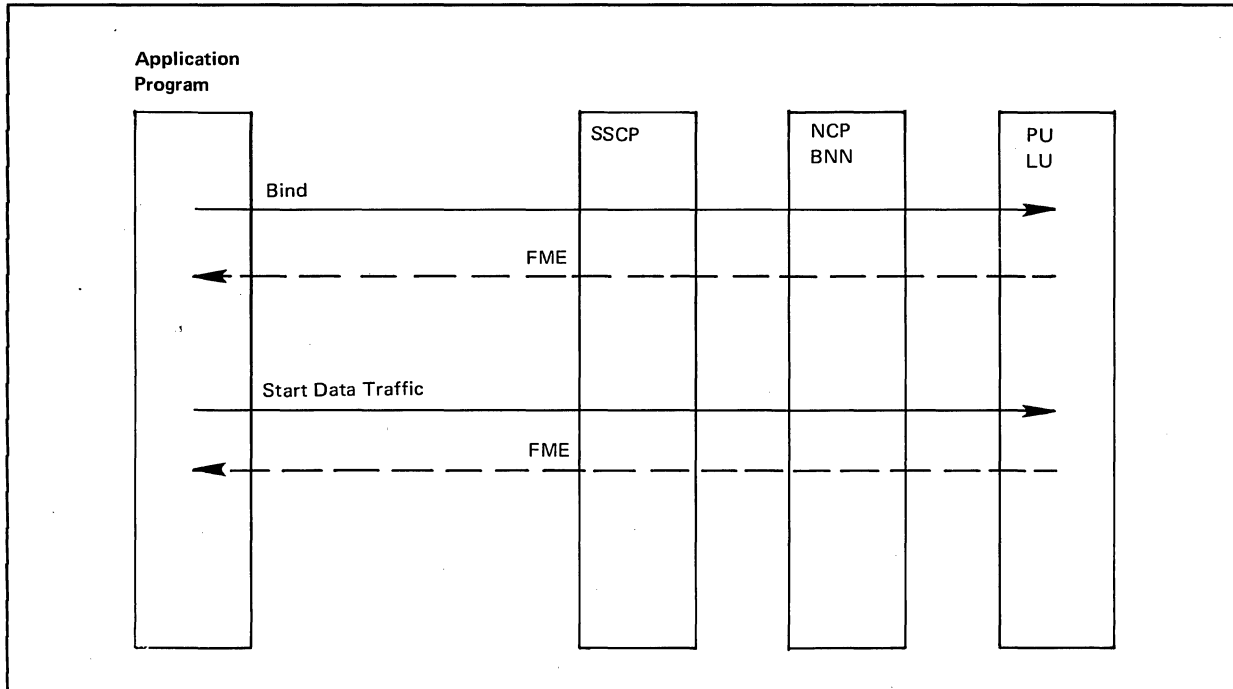 Application
Program
SSCP
NCP
BNN
PU
LU
Bind
FME
Start Data Traffic
FME